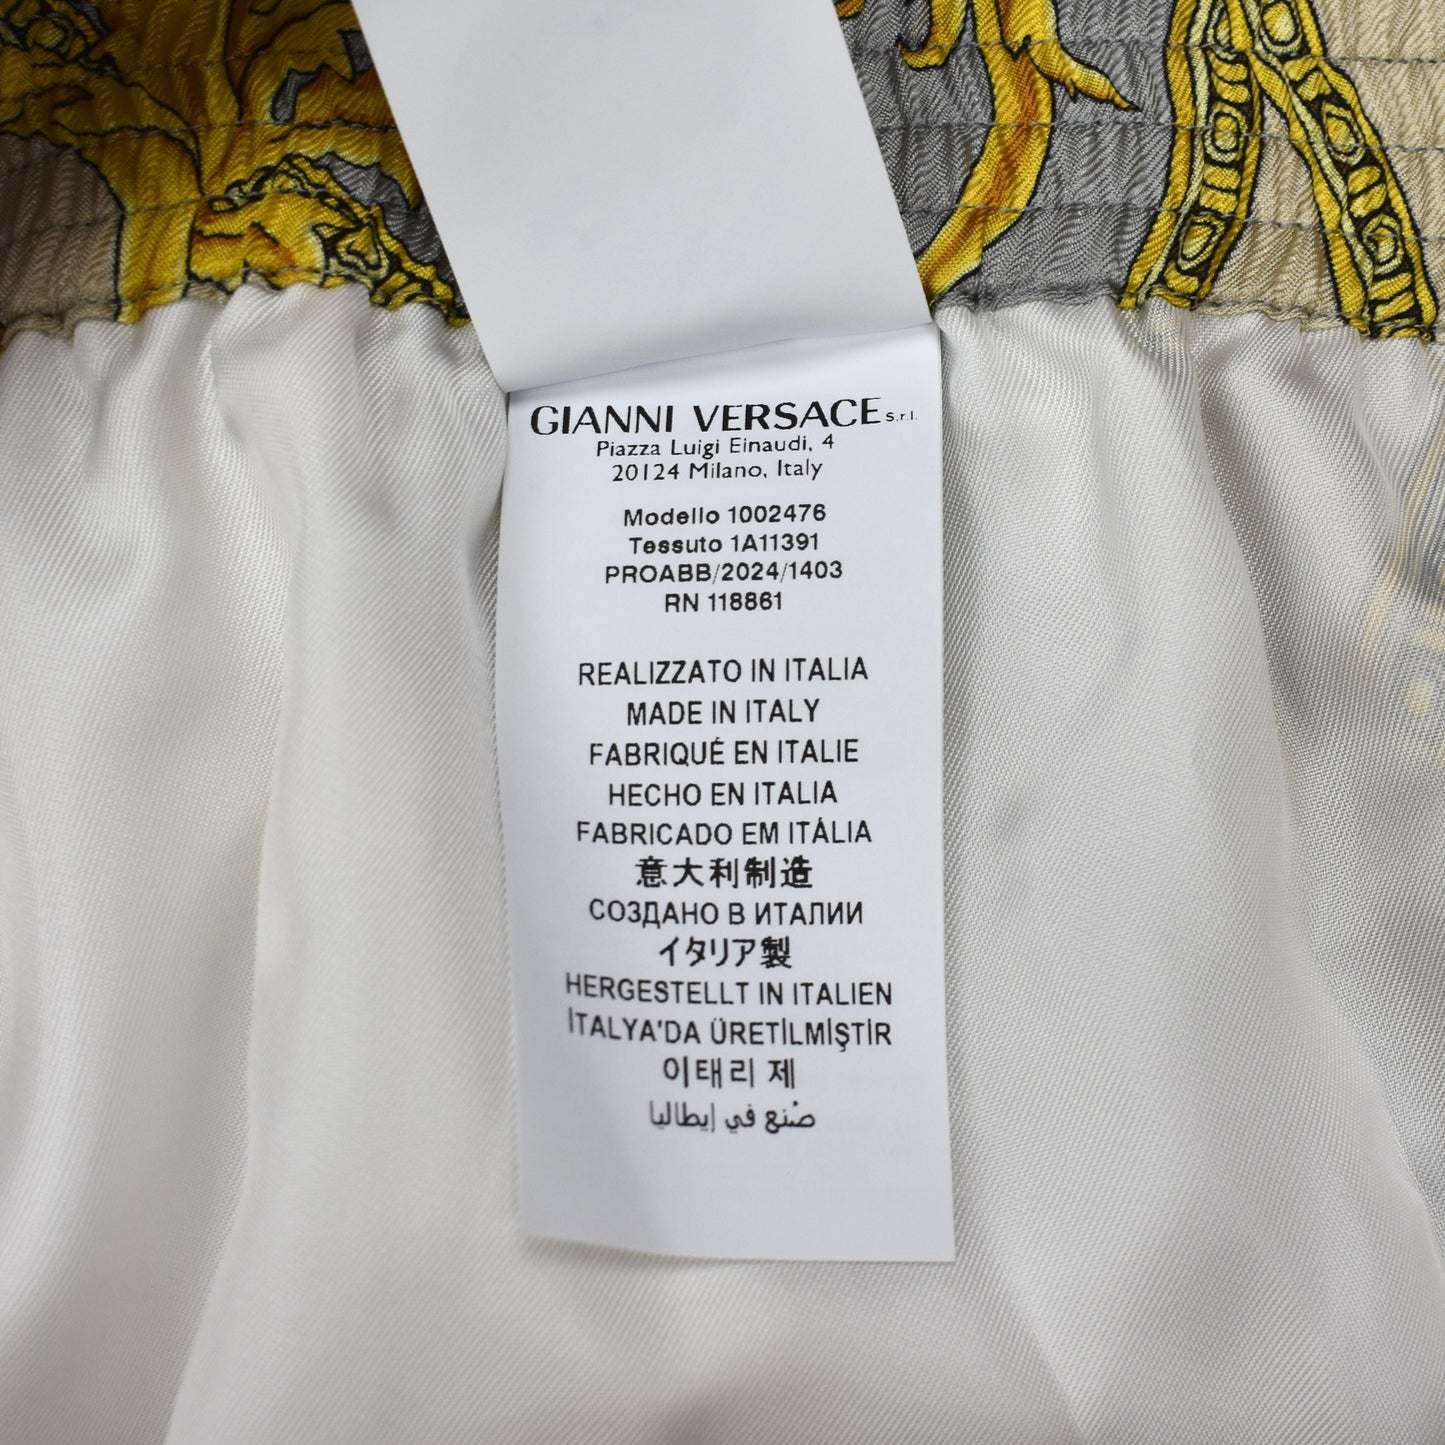 GIANNI VERSACE s.r.l.
Piazza Luigi Einaudi, 4
20124 Milano, Italy
Modello 1002476
Tessuto 1A11391
PROABB/2024/1403
RN 118861
REALIZZATO IN ITALIA
MADE IN ITALY
FABRIQUÉ EN ITALIE
HECHO EN ITALIA
FABRICADO EM ITÁLIA
意大利制造
СОЗДАНО В ИТАЛИИ
イタリア製
HERGESTELLT IN ITALIEN
İTALYA'DA ÜRETİLMİŞTİR
이태리 제
صُنع في إيطاليا